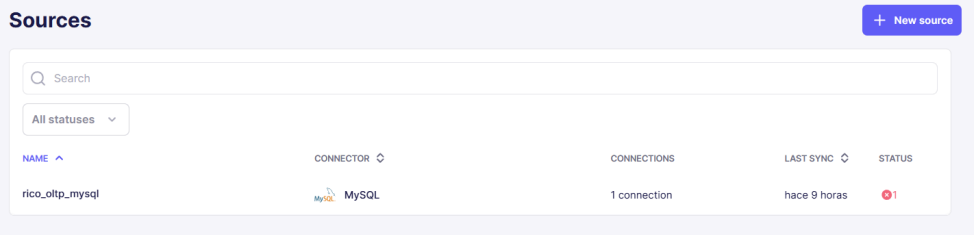 Sources
New source
Search
All statuses
NAME CONNECTOR CONNECTIONS LAST SYNC STATUS
rico_oltp_mysql MySQL MySQL 1 connection hace 9 horas 1